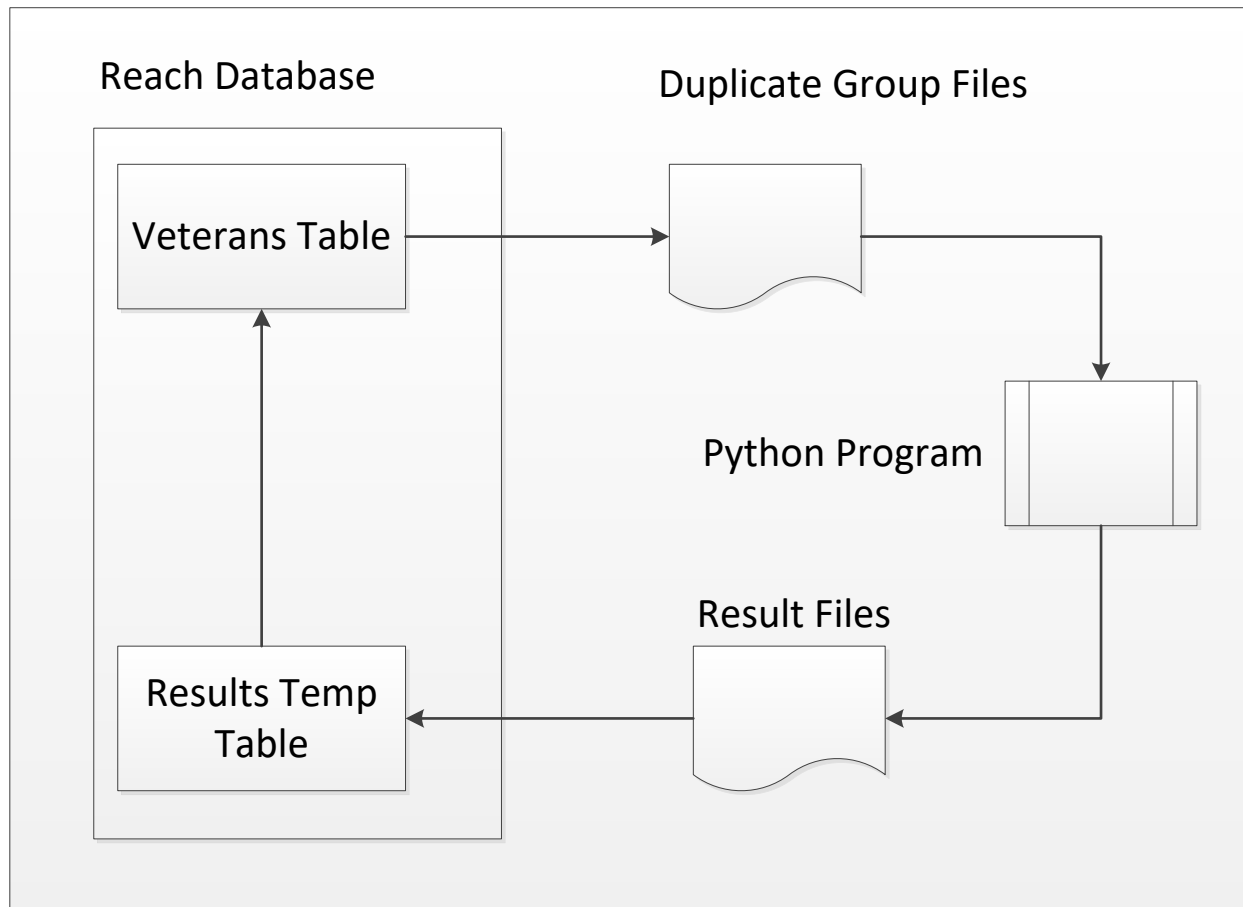 Reach Database
Duplicate Group Files
Veterans Table
Python Program
Result Files
Results Temp
Table